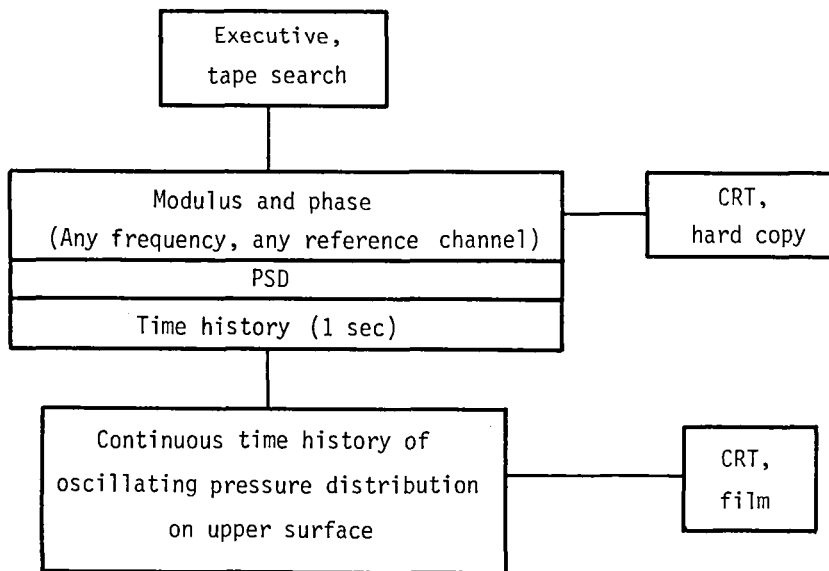 Executive,
tape search
Modulus and phase
(Any frequency, any reference channel)
CRT,
hard copy
PSD
Time history (1 sec)
Continuous time history of
oscillating pressure distribution
on upper surface
CRT,
film